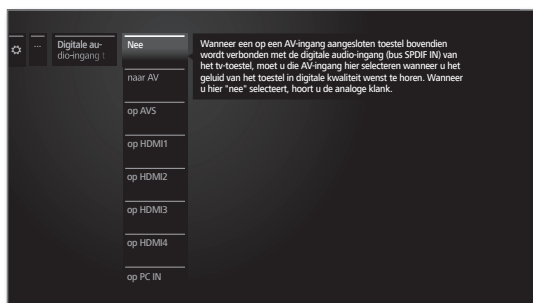 ...
Digitale au-
dio-ingang t
Nee
naar AV
op AVS
op HDMI1
op HDMI2
op HDMI3
op HDMI4
op PC IN
Wanneer een op een AV-ingang aangesloten toestel bovendien
wordt verbonden met de digitale audio-ingang (bus SPDIF IN) van
het tv-toestel, moet u die AV-ingang hier selecteren wanneer u het
geluid van het toestel in digitale kwaliteit wenst te horen. Wanneer
u hier "nee" selecteert, hoort u de analoge klank.